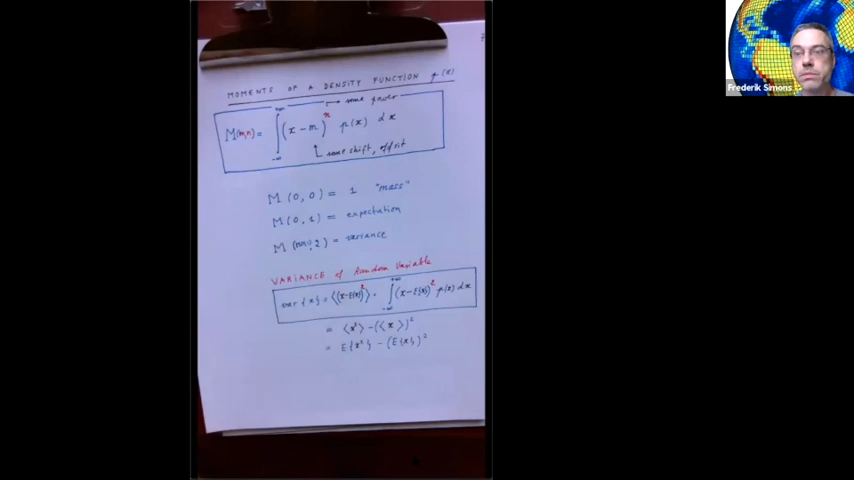 MOMENTS OF A DENSITY FUNCTION p(x)
→ some power
M(m,n) = ∫_{-∞}^{+∞} (x-m)^n p(x) dx
some shift, offset
M(0,0) = 1 "mass"
M(0,1) = expectation
M(m, 2) = variance
VARIANCE of Random Variable
var{x} = ⟨(x-E{x})²⟩ = ∫_{-∞}^{+∞} (x-E{x})² p(x) dx
= ⟨x²⟩ - (⟨x⟩)²
= E{x²} - (E{x})²
Frederik Simons